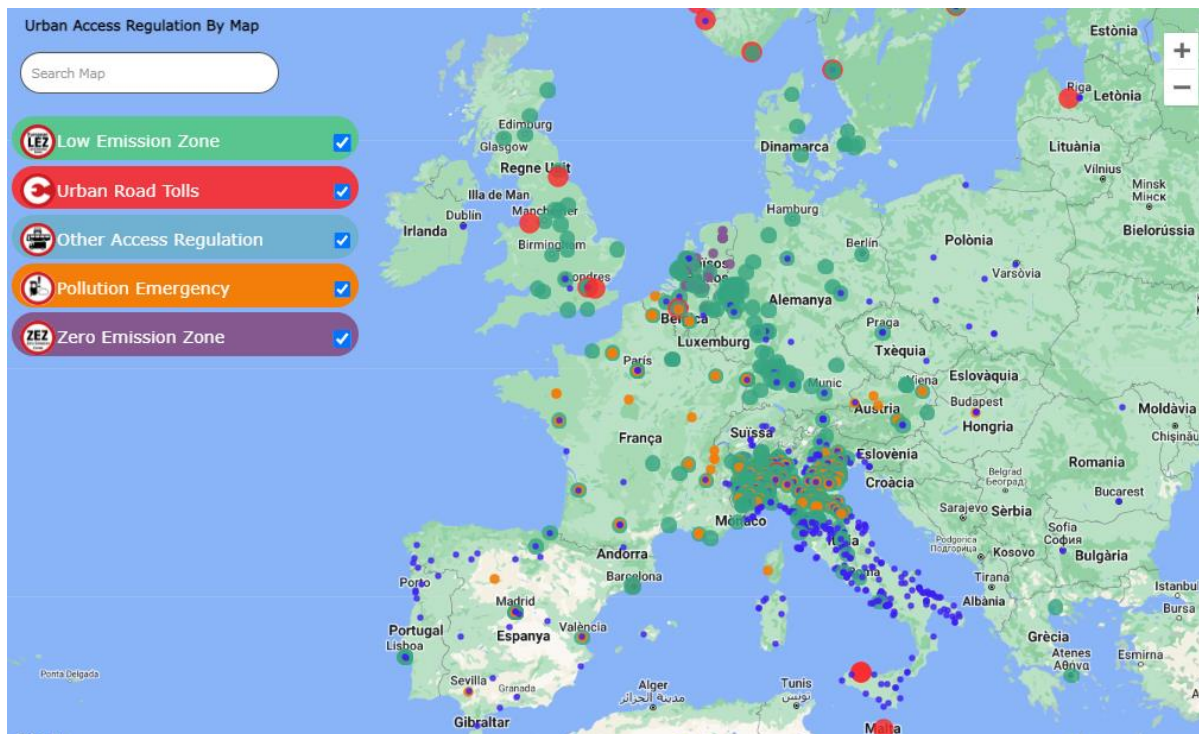 Urban Access Regulation By Map
Search Map
LEZ
Low Emission Zone
Urban Road Tolls
Other Access Regulation
Pollution Emergency
ZEZ
Zero Emission Zone
+
−
Estònia
Riga
Letònia
Lituània
Vílnius
Minsk
Мінск
Bielorússia
Edimburg
Glasgow
Regne Unit
Illa de Man
Dublín
Irlanda
Manchester
Birmingham
Londres
Dinamarca
Hamburg
Berlín
Polònia
Varsòvia
Alemanya
Bèlgica
Luxemburg
Praga
Txèquia
París
Munic
Viena
Eslovàquia
Àustria
Budapest
Hongria
Moldàvia
Chișinău
França
Suïssa
Eslovènia
Croàcia
Romania
Belgrad
Београд
Bucarest
Sarajevo
Sèrbia
Mònaco
Itàlia
Sofia
София
Podgorica
Подгорица
Kosovo
Bulgària
Andorra
Roma
Tirana
Albània
Istanbul
Bursa
Porto
Barcelona
Madrid
Portugal
Espanya
València
Lisboa
Grècia
Atenes
Αθήνα
Esmirna
Ponta Delgada
Sevilla
Granada
Alger
مدينة الجزائر
Tunis
تونس
Gibraltar
Malta